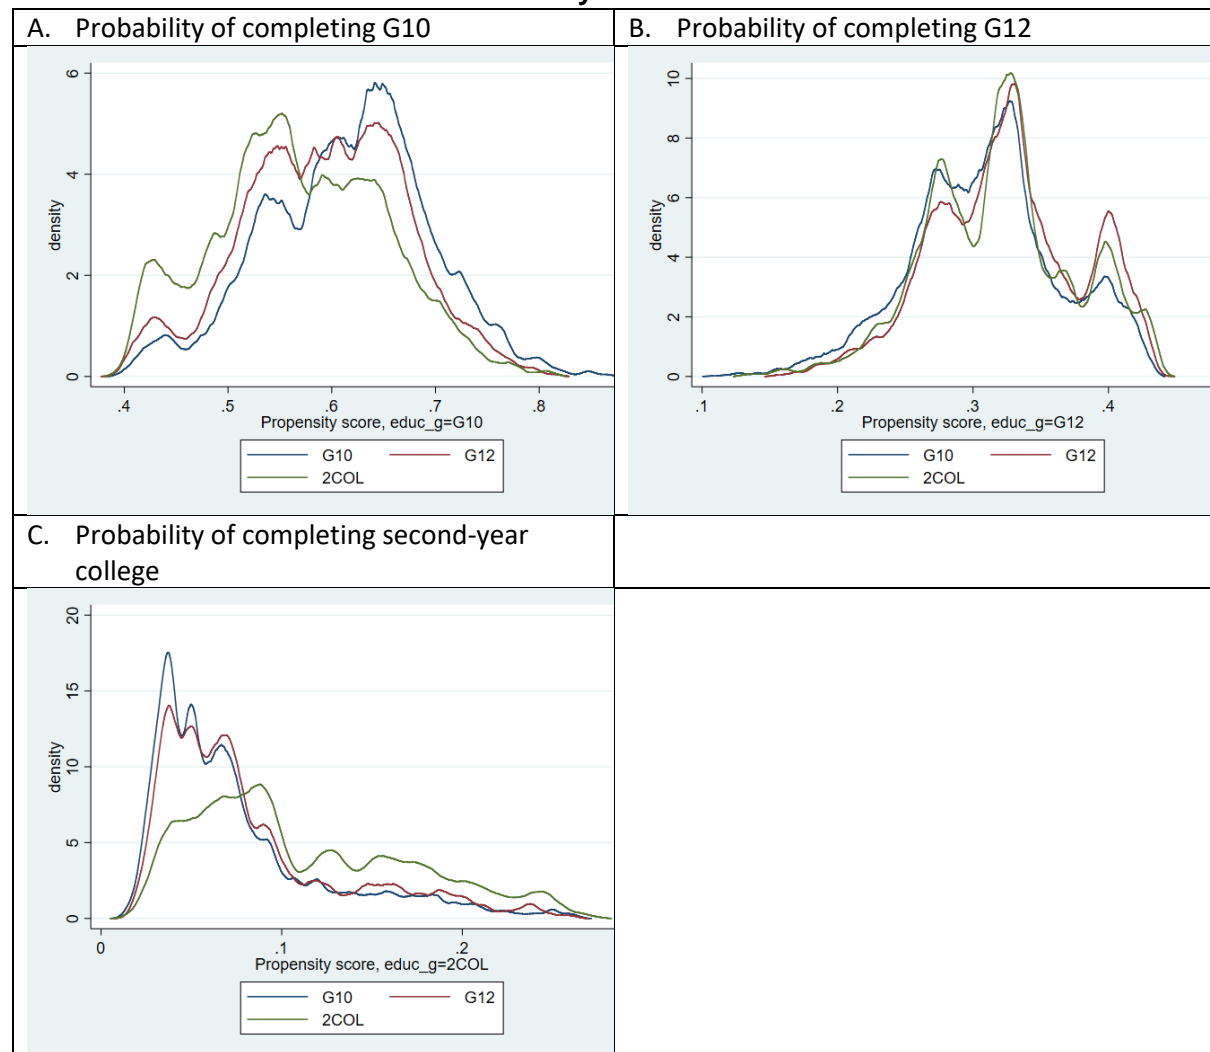 A. Probability of completing G10
B. Probability of completing G12
density
0
2
4
6
.4
.5
.6
.7
.8
Propensity score, educ_g=G10
G10
G12
2COL
density
0
2
4
6
8
10
.1
.2
.3
.4
Propensity score, educ_g=G12
G10
G12
2COL
C. Probability of completing second-year
college
density
0
5
10
15
20
0
.1
.2
Propensity score, educ_g=2COL
G10
G12
2COL